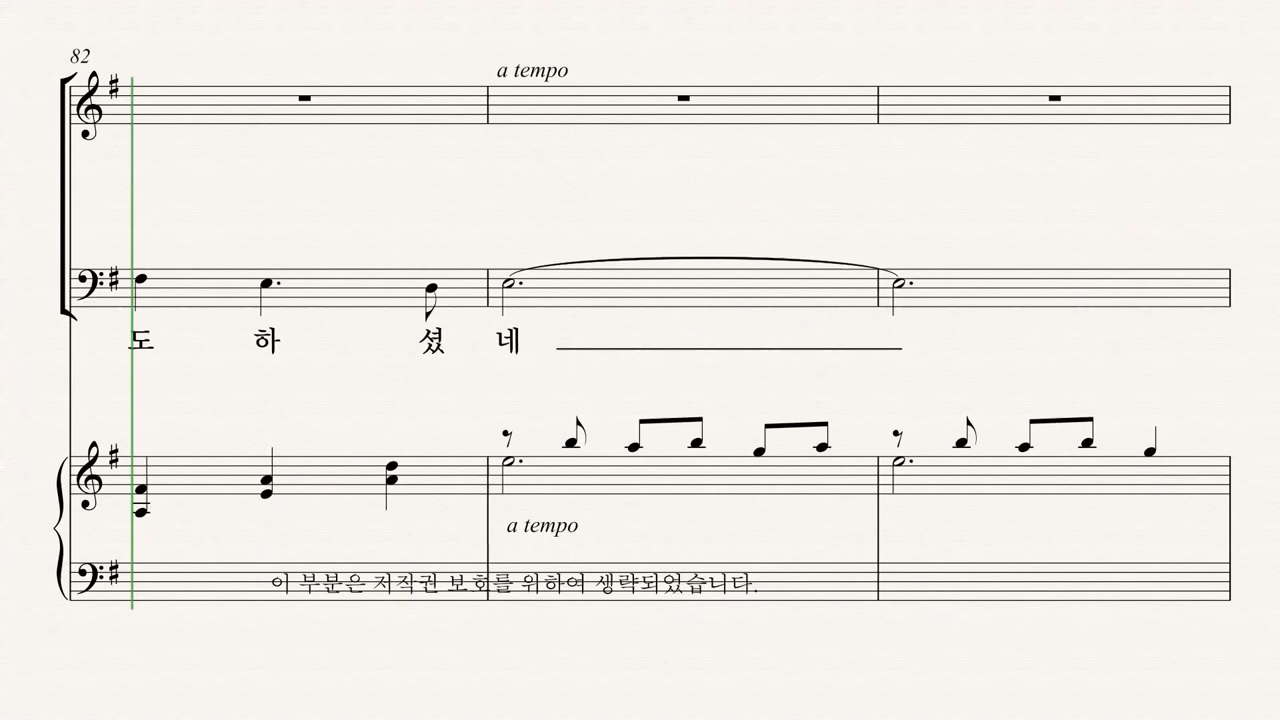 82
a tempo
도 하 셨 네
a tempo
이 부분은 저작권 보호를 위하여 생략되었습니다.